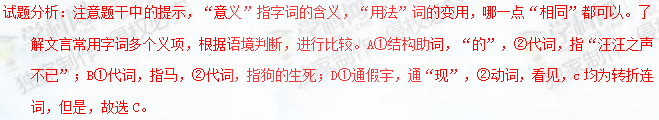 试题分析：注意题干中的提示，“意义”指字词的含义，“用法”词的变用，哪一点“相同”都可以。了
解文言常用字词多个义项，根据语境判断，进行比较。A①结构助词，“的”，②代词，指“汪汪之声
不已”；B①代词，指马，②代词，指狗的生死；D①通假字，通“现”，②动词，看见，c均为转折连
词，但是，故选C。